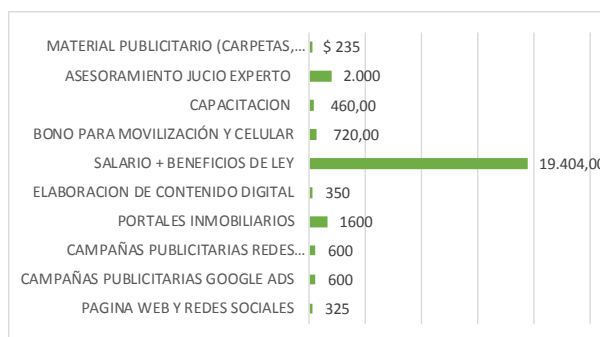 MATERIAL PUBLICITARIO (CARPETAS,... $ 235
ASESORAMIENTO JUCIO EXPERTO 2.000
CAPACITACION 460,00
BONO PARA MOVILIZACIÓN Y CELULAR 720,00
SALARIO + BENEFICIOS DE LEY 19.404,00
ELABORACION DE CONTENIDO DIGITAL 350
PORTALES INMOBILIARIOS 1600
CAMPAÑAS PUBLICITARIAS REDES... 600
CAMPAÑAS PUBLICITARIAS GOOGLE ADS 600
PAGINA WEB Y REDES SOCIALES 325